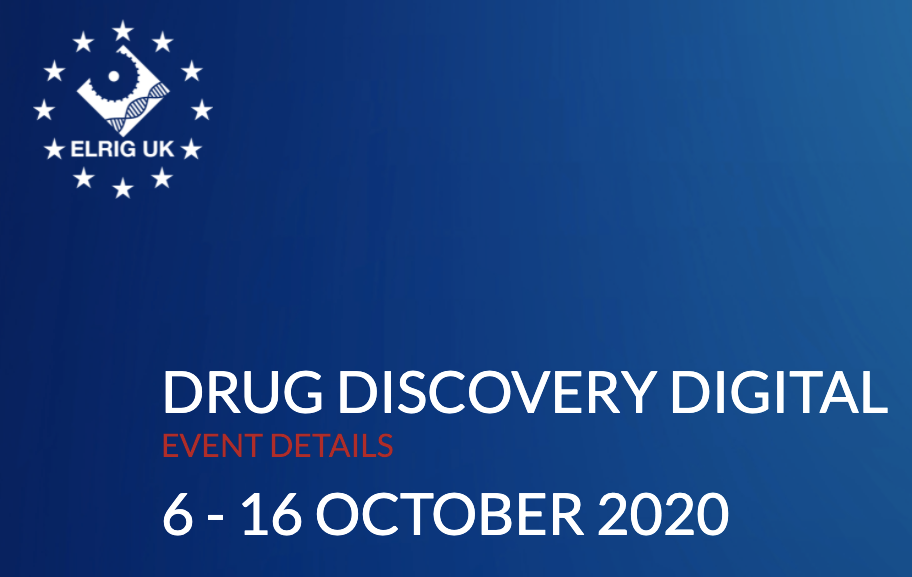 ELRIG UK
DRUG DISCOVERY DIGITAL
EVENT DETAILS
6 - 16 OCTOBER 2020